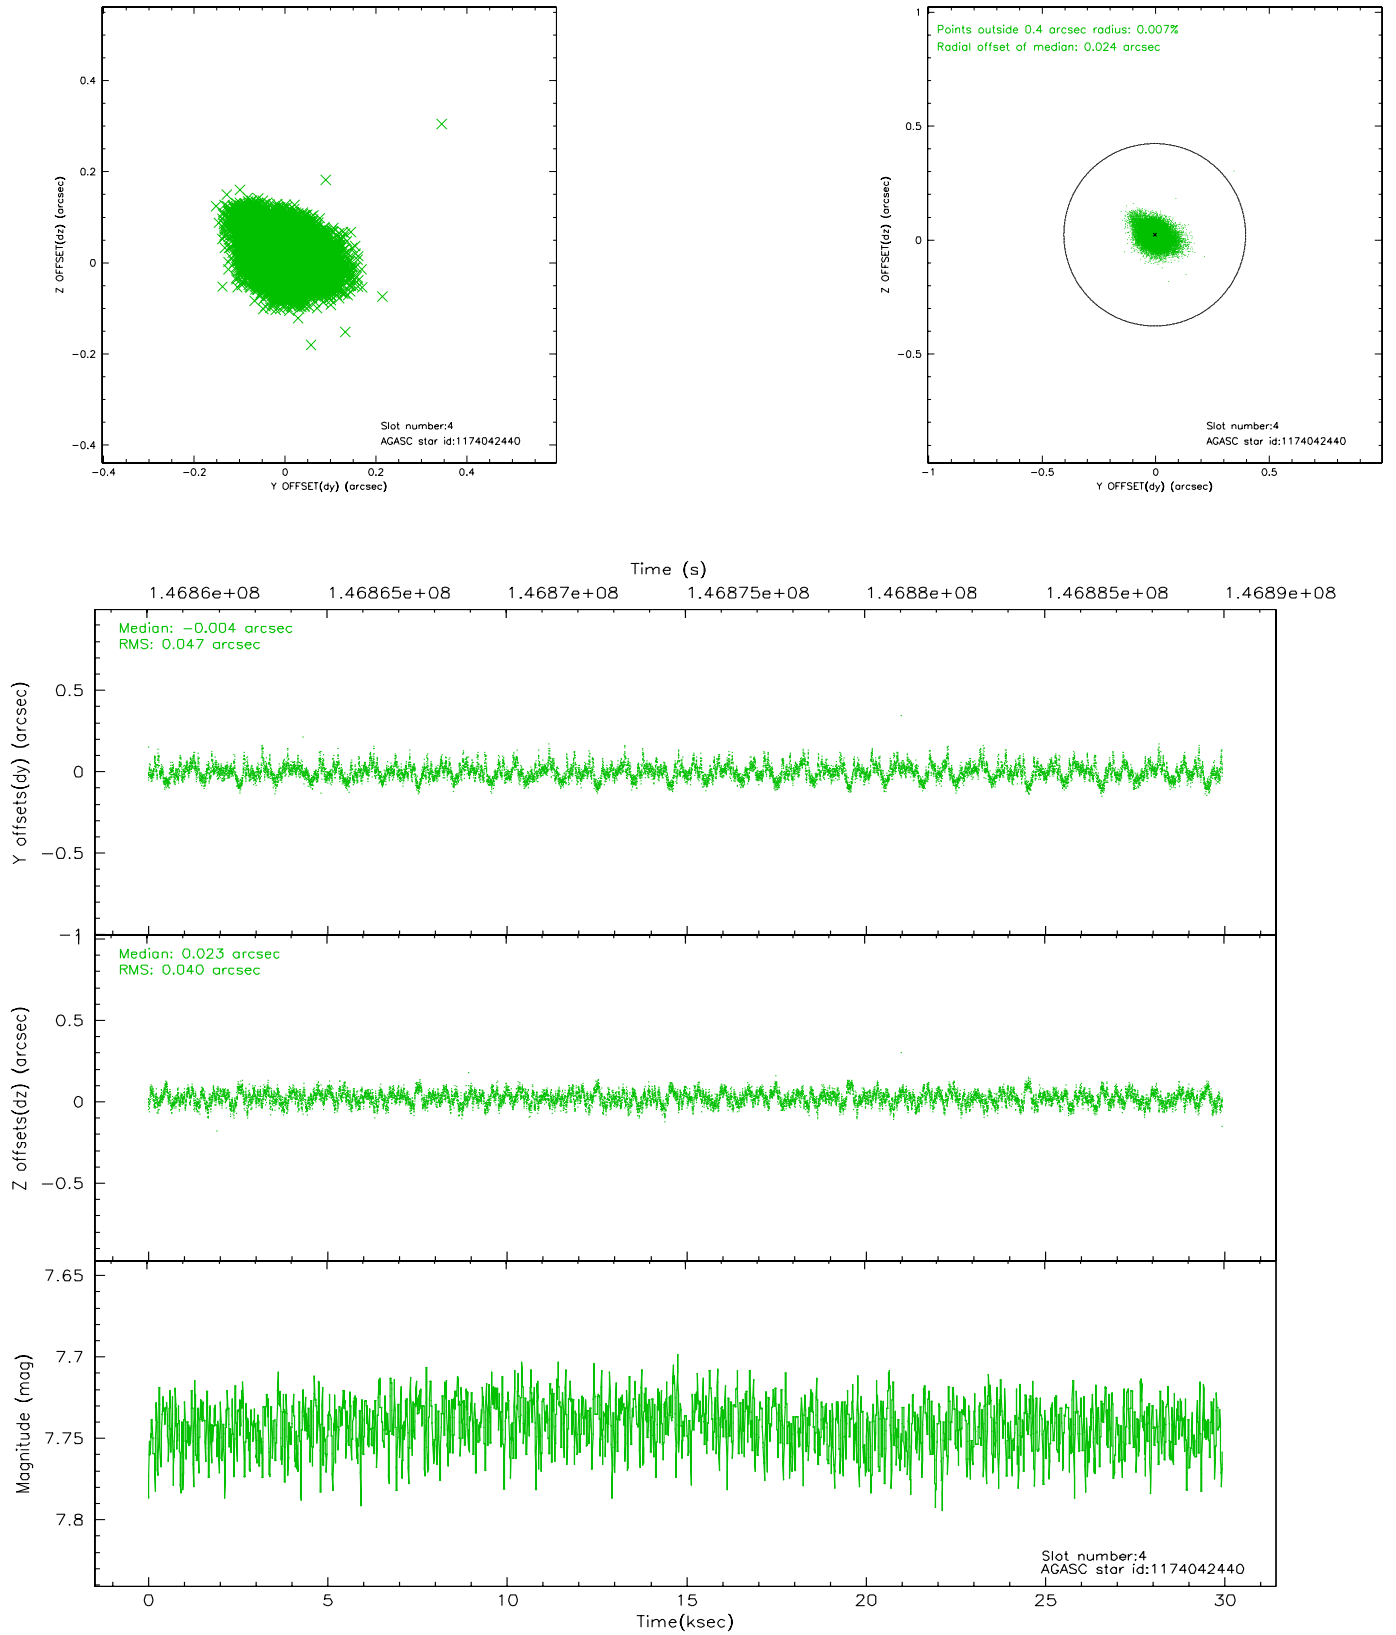 0.4
0.2
0
−0.2
−0.4
Z OFFSET(dz) (arcsec)
Slot number:4
AGASC star id:1174042440
−0.4 −0.2 0 0.2 0.4
Y OFFSET(dy) (arcsec)
Points outside 0.4 arcsec radius: 0.007%
Radial offset of median: 0.024 arcsec
1
0.5
0
−0.5
Z OFFSET(dz) (arcsec)
Slot number:4
AGASC star id:1174042440
−1 −0.5 0 0.5
Y OFFSET(dy) (arcsec)
Time (s)
1.4686e+08 1.46865e+08 1.4687e+08 1.46875e+08 1.4688e+08 1.46885e+08 1.4689e+08
Median: −0.004 arcsec
RMS: 0.047 arcsec
0.5
0
−0.5
−1
Y offsets(dy) (arcsec)
Median: 0.023 arcsec
RMS: 0.040 arcsec
1
0.5
0
−0.5
Z offsets(dz) (arcsec)
7.65
7.7
7.75
7.8
Magnitude (mag)
Slot number:4
AGASC star id:1174042440
0 5 10 15 20 25 30
Time(ksec)